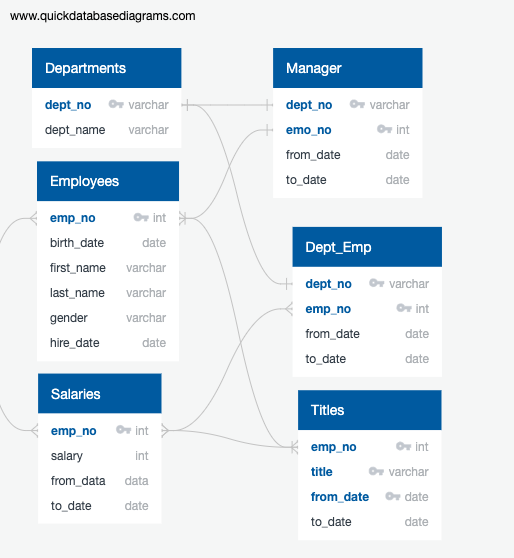 www.quickdatabasediagrams.com
Departments
dept_no varchar
dept_name varchar
Manager
dept_no varchar
emo_no int
from_date date
to_date date
Employees
emp_no int
birth_date date
first_name varchar
last_name varchar
gender varchar
hire_date date
Dept_Emp
dept_no varchar
emp_no int
from_date date
to_date date
Salaries
emp_no int
salary int
from_data data
to_date date
Titles
emp_no int
title varchar
from_date date
to_date date